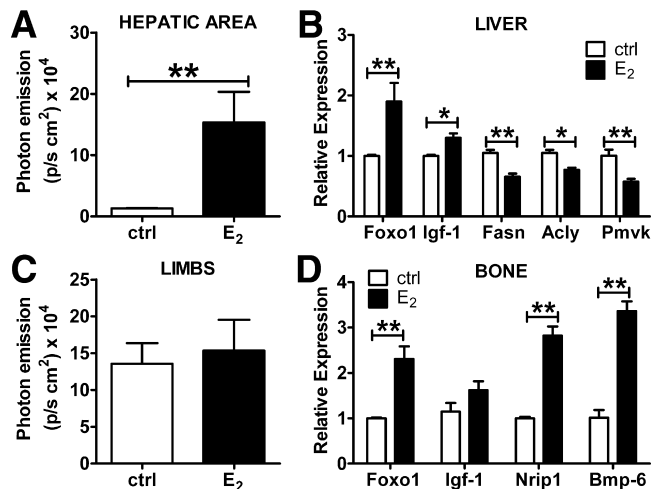 A
HEPATIC AREA
Photon emission
(p/s cm²) x 10⁴
30
20
10
0
**
ctrl
E₂
B
LIVER
Relative Expression
3
2
1
0
ctrl
E₂
**
*
**
*
**
Foxo1 Igf-1 Fasn Acly Pmvk
C
LIMBS
Photon emission
(p/s cm²) x 10⁴
25
20
15
10
5
0
ctrl
E₂
D
BONE
Relative Expression
4
3
2
1
0
ctrl
E₂
**
**
**
Foxo1 Igf-1 Nrip1 Bmp-6